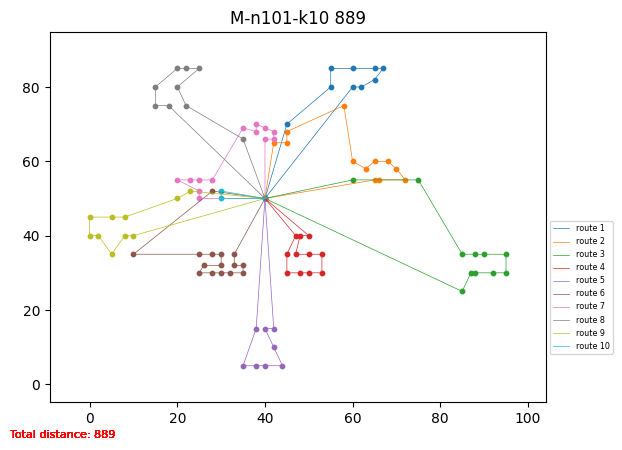 M-n101-k10 889
80
60
40
20
0
0 20 40 60 80 100
route 1
route 2
route 3
route 4
route 5
route 6
route 7
route 8
route 9
route 10
Total distance: 889